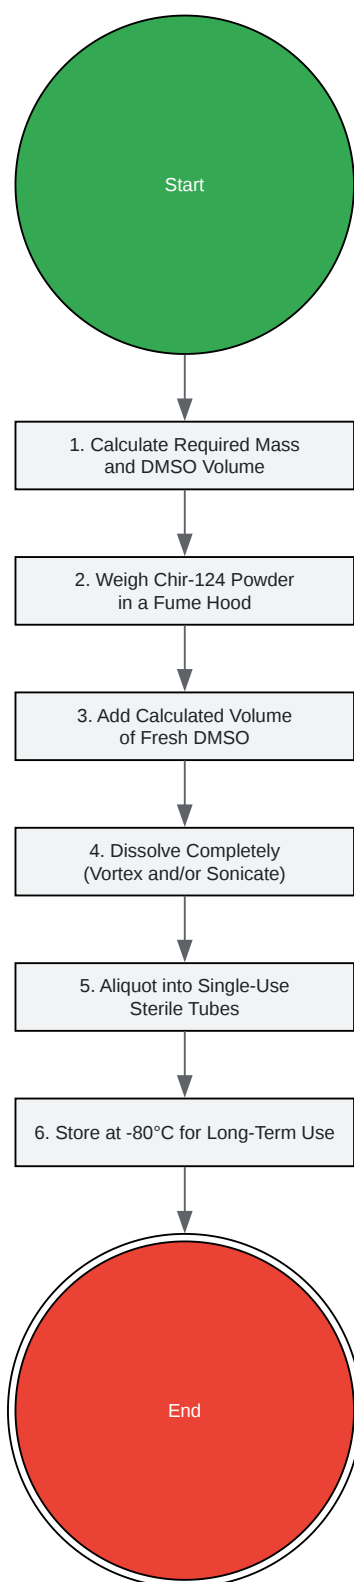 Start
1. Calculate Required Mass
and DMSO Volume
2. Weigh Chir-124 Powder
in a Fume Hood
3. Add Calculated Volume
of Fresh DMSO
4. Dissolve Completely
(Vortex and/or Sonicate)
5. Aliquot into Single-Use
Sterile Tubes
6. Store at -80°C for Long-Term Use
End